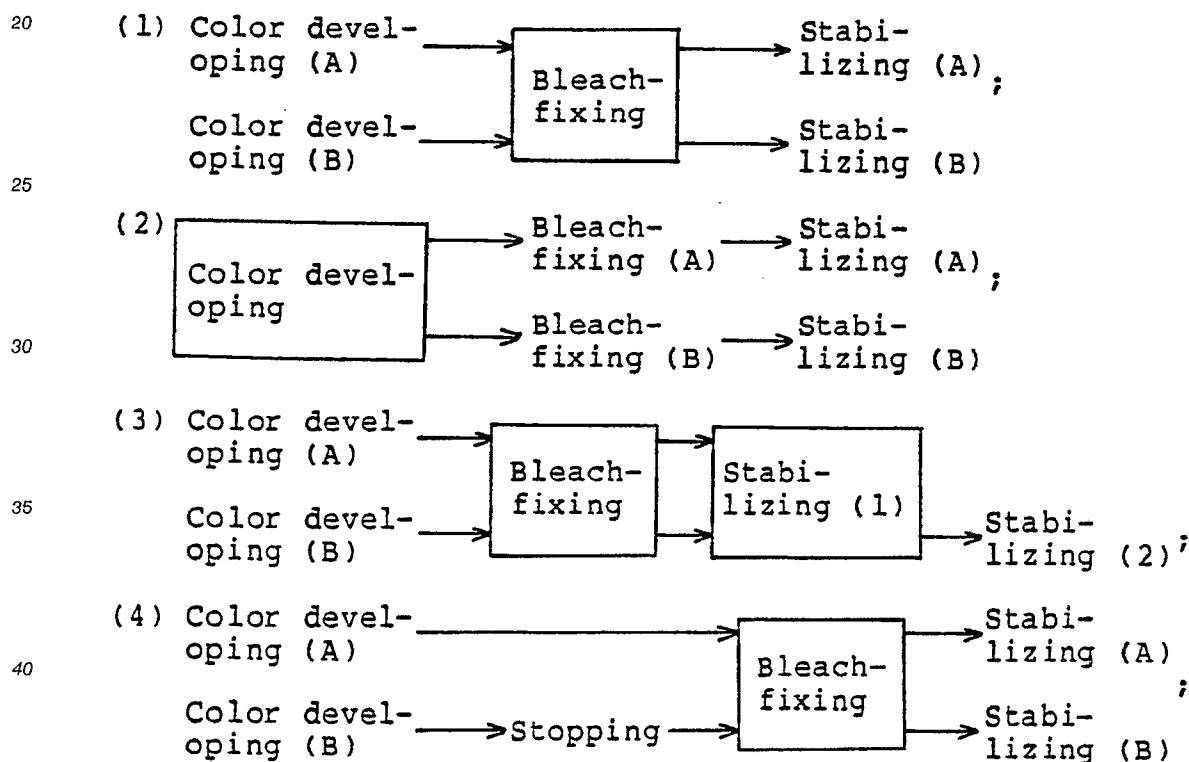 20
(1) Color devel-
oping (A)
Bleach-
fixing
Stabi-
lizing (A) ;
Color devel-
oping (B)
Stabi-
lizing (B)
25
(2)
Color devel-
oping
Bleach-
fixing (A)
Stabi-
lizing (A) ;
30
Bleach-
fixing (B)
Stabi-
lizing (B)
(3) Color devel-
oping (A)
Bleach-
fixing
Stabi-
lizing (1)
35
Color devel-
oping (B)
Stabi-
lizing (2) ;
(4) Color devel-
oping (A)
Bleach-
fixing
Stabi-
lizing (A)
;
40
Color devel-
oping (B)
Stopping
Stabi-
lizing (B)